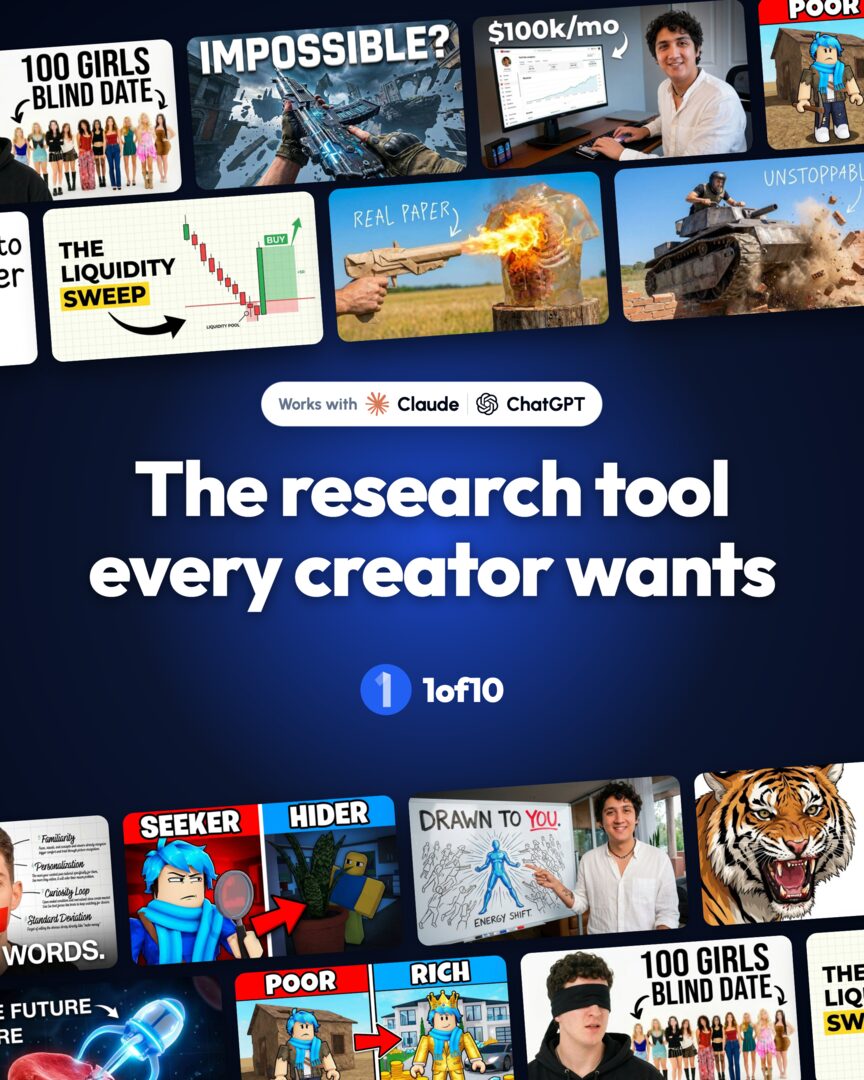 100 GIRLS
BLIND DATE
IMPOSSIBLE?
$100k/mo
POOR
to
er
THE
LIQUIDITY
SWEEP
BUY
LIQUIDITY POOL
REAL PAPER
UNSTOPPABL
Works with Claude ChatGPT
The research tool
every creator wants
1of10
Familiarity
Personalization
Curiosity Loop
Standard Deviation
WORDS.
SEEKER
HIDER
DRAWN TO YOU.
ENERGY SHIFT.
E FUTURE
RE
POOR
RICH
100 GIRLS
BLIND DATE
THE
LIQ
SW